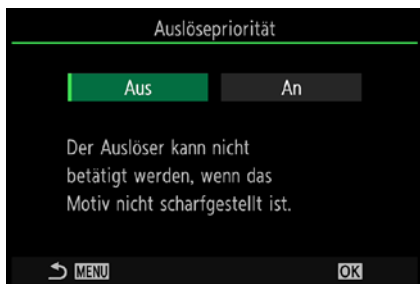 Auslösepriorität
Aus An
Der Auslöser kann nicht
betätigt werden, wenn das
Motiv nicht scharfgestellt ist.
MENU OK